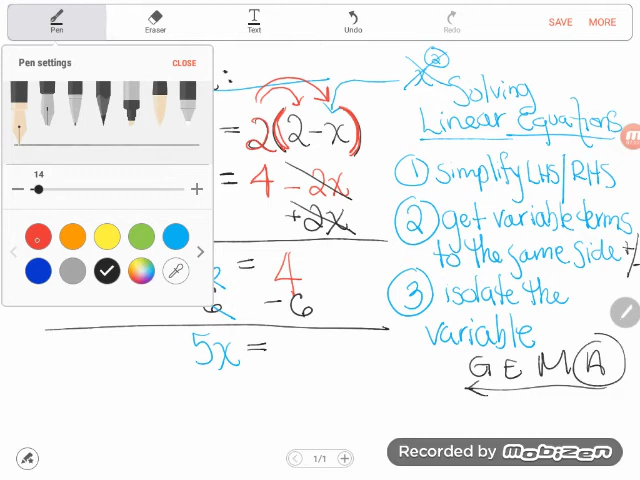 Pen
Eraser
Text
Undo
Redo
SAVE
MORE
Pen settings
CLOSE
14
:
= 2(2-x)
= 4 -2x
+2x
= 4
6 -6
5x =
x②
Solving
Linear Equations
① simplify LHS/RHS
② get variable terms
to the same side +/-
③ isolate the
variable
G E M A
1/1
Recorded by
mobizen